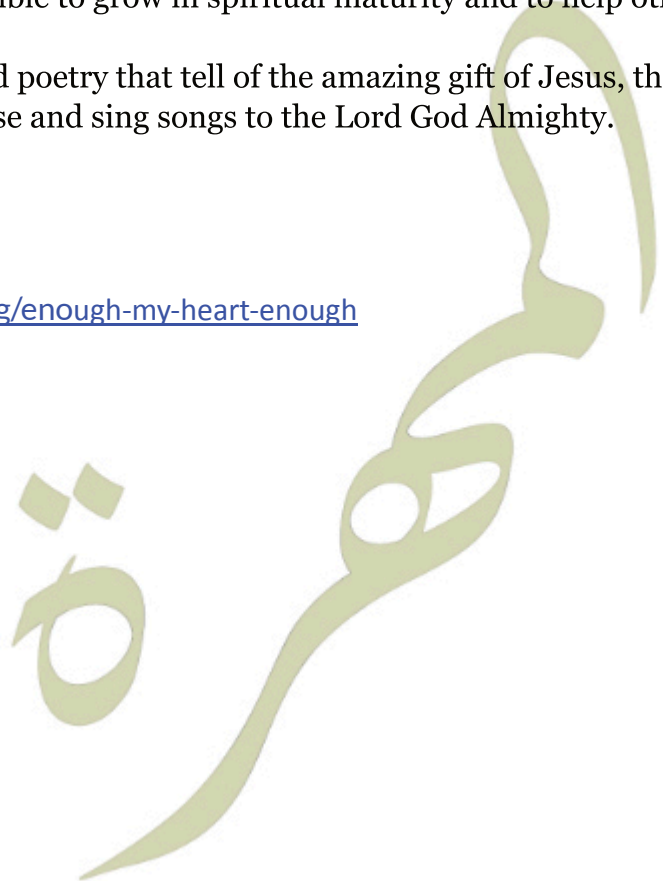 ible to grow in spiritual maturity and to help oth
d poetry that tell of the amazing gift of Jesus, th
se and sing songs to the Lord God Almighty.
g/enough-my-heart-enough
المهرة